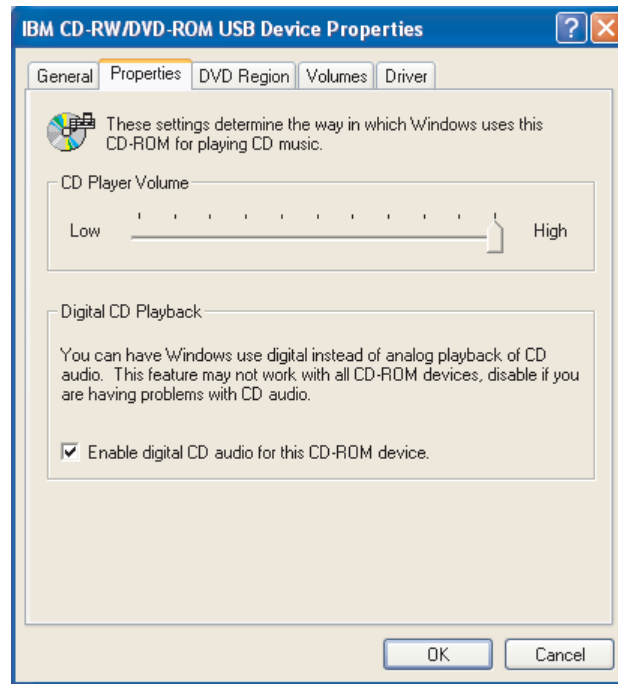 IBM CD-RW/DVD-ROM USB Device Properties
General Properties DVD Region Volumes Driver
These settings determine the way in which Windows uses this
CD-ROM for playing CD music.
CD Player Volume
Low High
Digital CD Playback
You can have Windows use digital instead of analog playback of CD
audio. This feature may not work with all CD-ROM devices, disable if you
are having problems with CD audio.
Enable digital CD audio for this CD-ROM device.
OK Cancel